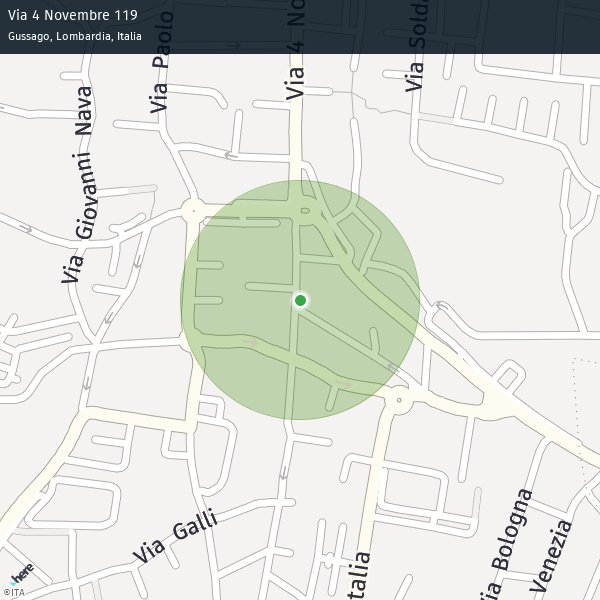 Via 4 Novembre 119
Gussago, Lombardia, Italia
Via Paolo
Via 4 No
Via Solda
Via Giovanni Nava
Via Galli
Italia
Via Bologna
Venezia
here
©ITA